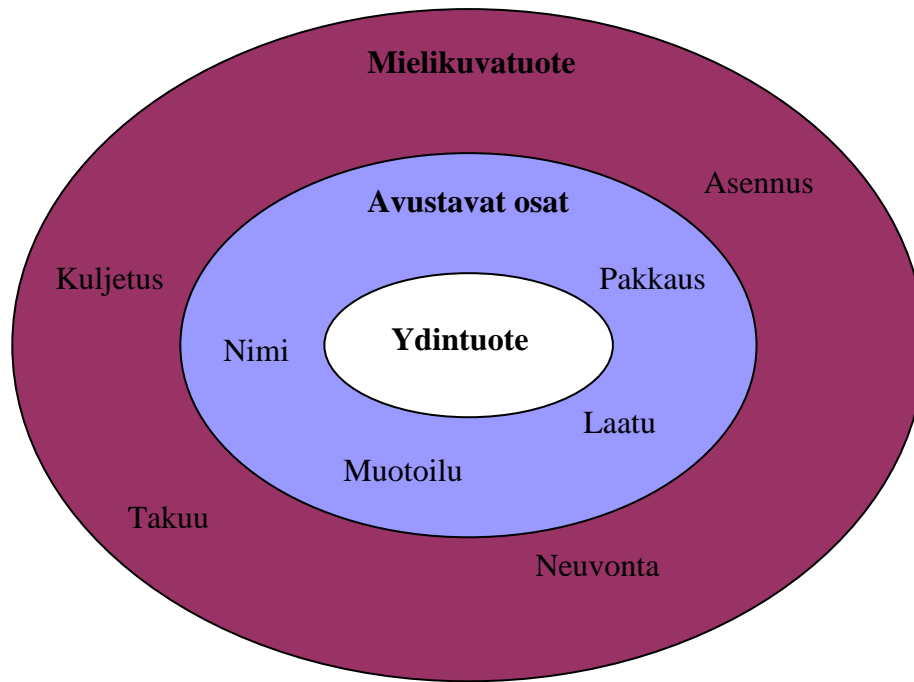 Mielikuvatuote
Asennus
Avustavat osat
Kuljetus
Pakkaus
Nimi
Ydintuote
Laatu
Muotoilu
Takuu
Neuvonta